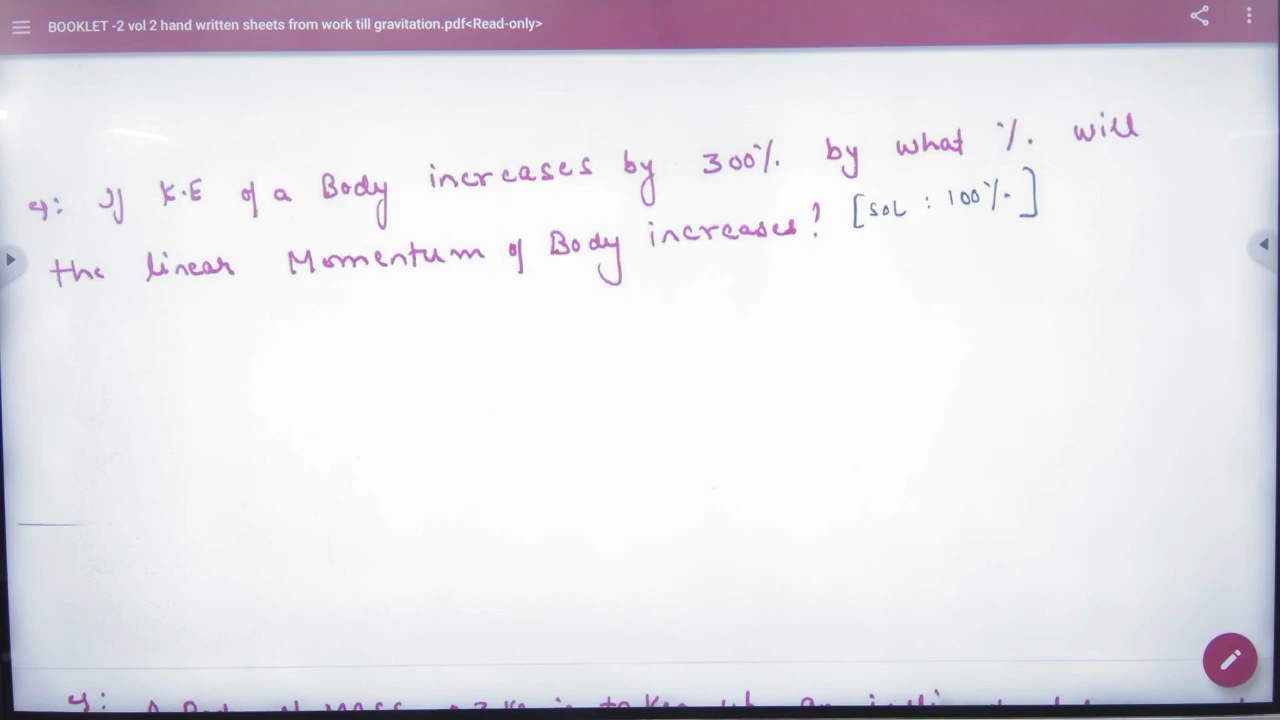 BOOKLET -2 vol 2 hand written sheets from work till gravitation.pdf<Read-only>
If K.E of a Body increases by 300% by what %. will
the linear Momentum of Body increases? [SOL : 100%]